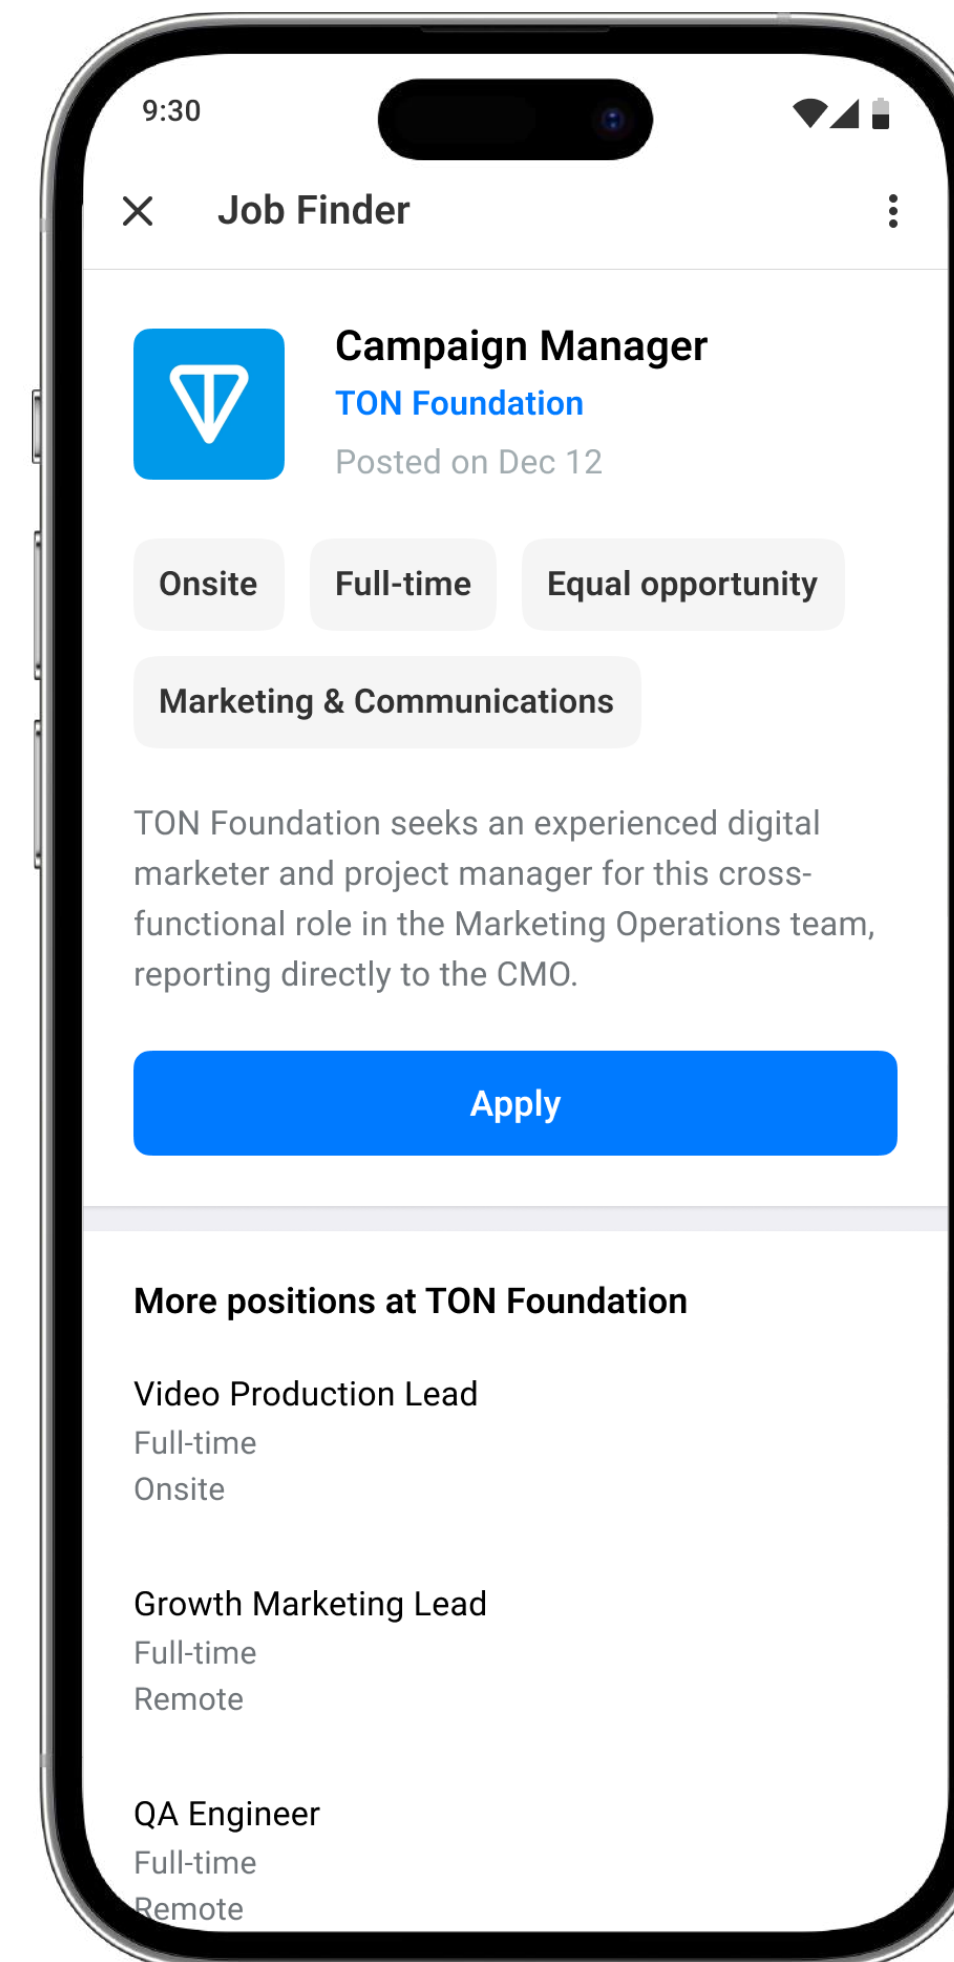 9:30
Job Finder
Campaign Manager
TON Foundation
Posted on Dec 12
Onsite Full-time Equal opportunity
Marketing & Communications
TON Foundation seeks an experienced digital
marketer and project manager for this cross-
functional role in the Marketing Operations team,
reporting directly to the CMO.
Apply
More positions at TON Foundation
Video Production Lead
Full-time
Onsite
Growth Marketing Lead
Full-time
Remote
QA Engineer
Full-time
Remote